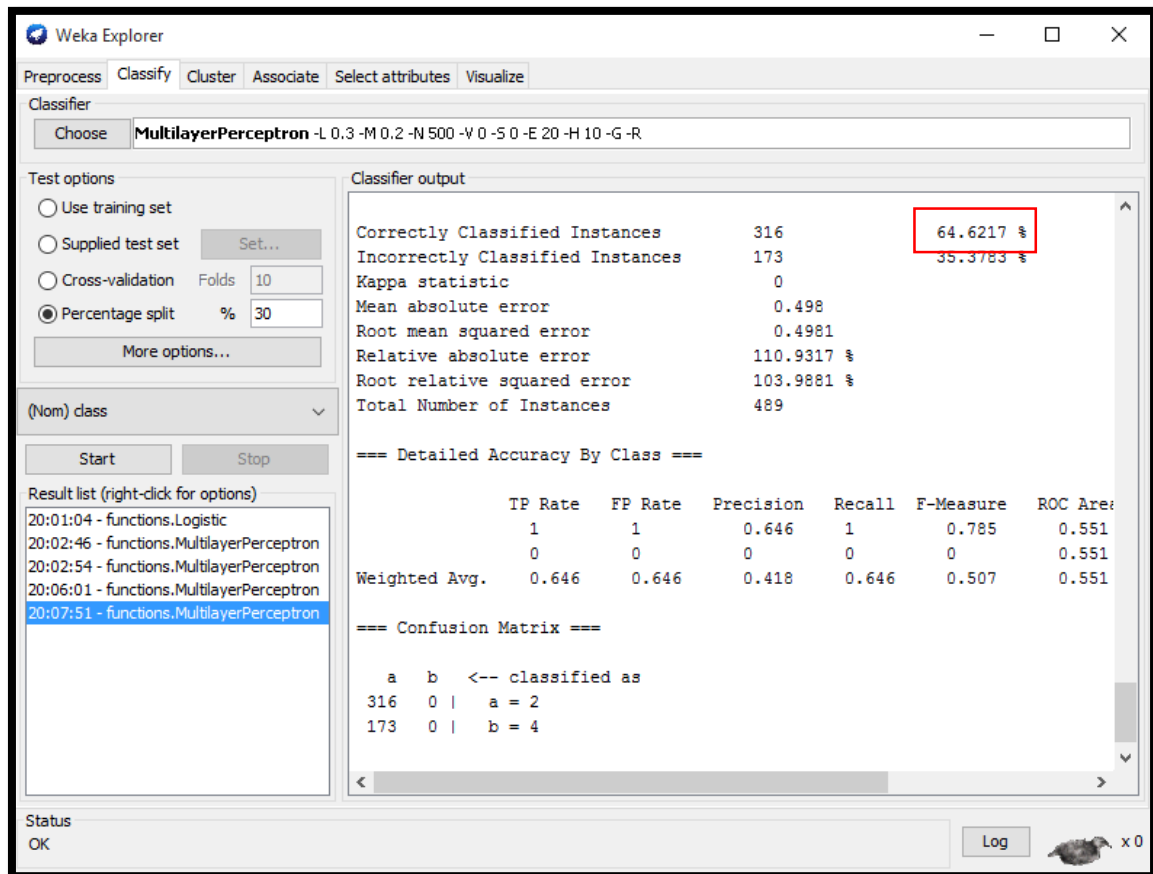 Weka Explorer
Preprocess Classify Cluster Associate Select attributes Visualize
Classifier
Choose MultilayerPerceptron -L 0.3 -M 0.2 -N 500 -V 0 -S 0 -E 20 -H 10 -G -R
Test options
Use training set
Supplied test set Set...
Cross-validation Folds 10
Percentage split % 30
More options...
(Nom) class
Start Stop
Result list (right-click for options)
20:01:04 - functions.Logistic
20:02:46 - functions.MultilayerPerceptron
20:02:54 - functions.MultilayerPerceptron
20:06:01 - functions.MultilayerPerceptron
20:07:51 - functions.MultilayerPerceptron
Classifier output
Correctly Classified Instances 316 64.6217 %
Incorrectly Classified Instances 173 35.3783 %
Kappa statistic 0
Mean absolute error 0.498
Root mean squared error 0.4981
Relative absolute error 110.9317 %
Root relative squared error 103.9881 %
Total Number of Instances 489
=== Detailed Accuracy By Class ===
TP Rate FP Rate Precision Recall F-Measure ROC Area
1 1 0.646 1 0.785 0.551
0 0 0 0 0 0.551
Weighted Avg. 0.646 0.646 0.418 0.646 0.507 0.551
=== Confusion Matrix ===
a b <-- classified as
316 0 | a = 2
173 0 | b = 4
Status
OK
Log x 0